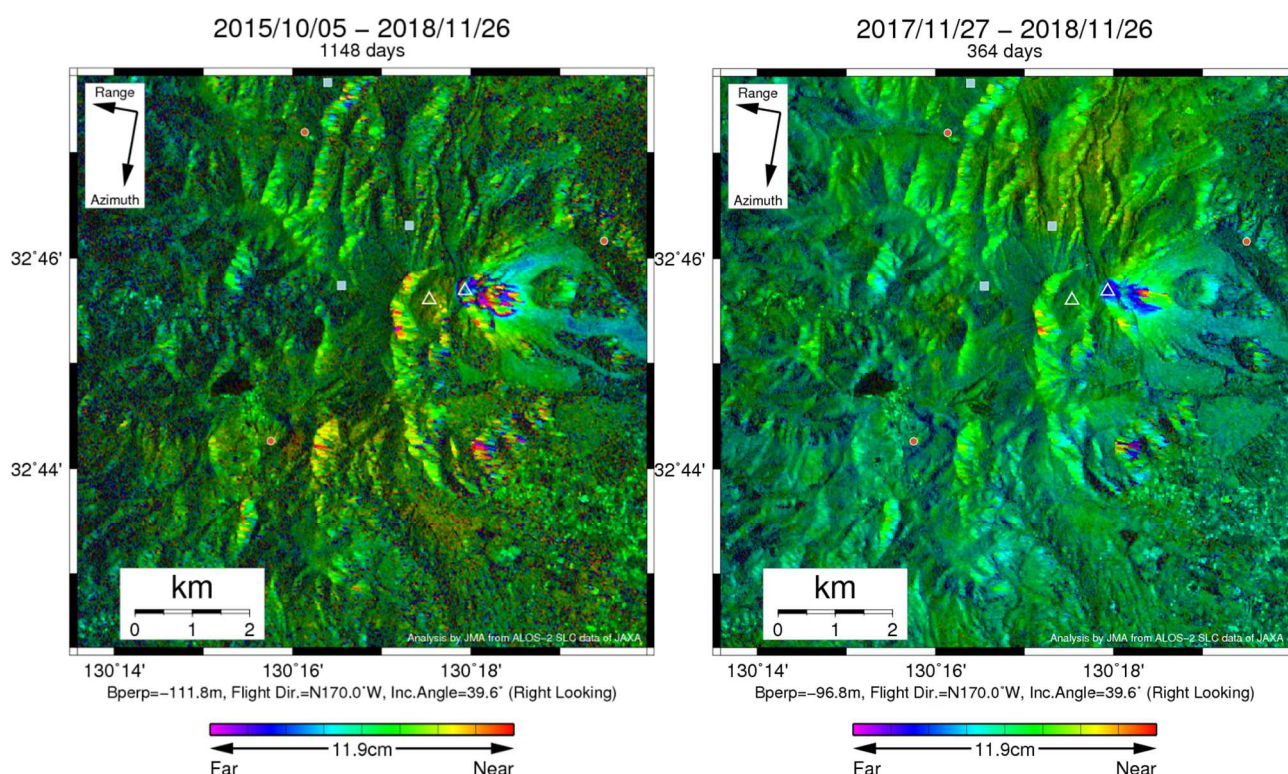 2015/10/05 – 2018/11/26
1148 days
Range
Azimuth
32°46'
32°44'
km
0 1 2
Analysis by JMA from ALOS–2 SLC data of JAXA
130°14' 130°16' 130°18'
Bperp=–111.8m, Flight Dir.=N170.0°W, Inc.Angle=39.6° (Right Looking)
11.9cm
Far Near
2017/11/27 – 2018/11/26
364 days
Range
Azimuth
32°46'
32°44'
km
0 1 2
Analysis by JMA from ALOS–2 SLC data of JAXA
130°14' 130°16' 130°18'
Bperp=–96.8m, Flight Dir.=N170.0°W, Inc.Angle=39.6° (Right Looking)
11.9cm
Far Near